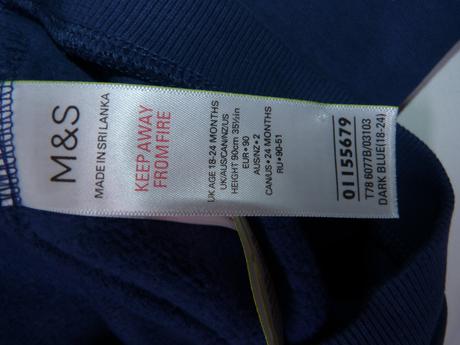 M&S
MADE IN SRI LANKA
KEEP AWAY
FROM FIRE
UK AGE 18-24 MONTHS
UK/AUS/CAN/NZ/US
HEIGHT 90cm 35½in
EUR•90
AUS/NZ•2
CAN/US•24 MONTHS
RU•90-51
01155679
T78 6077B/03103
DARK BLUE(18-24)